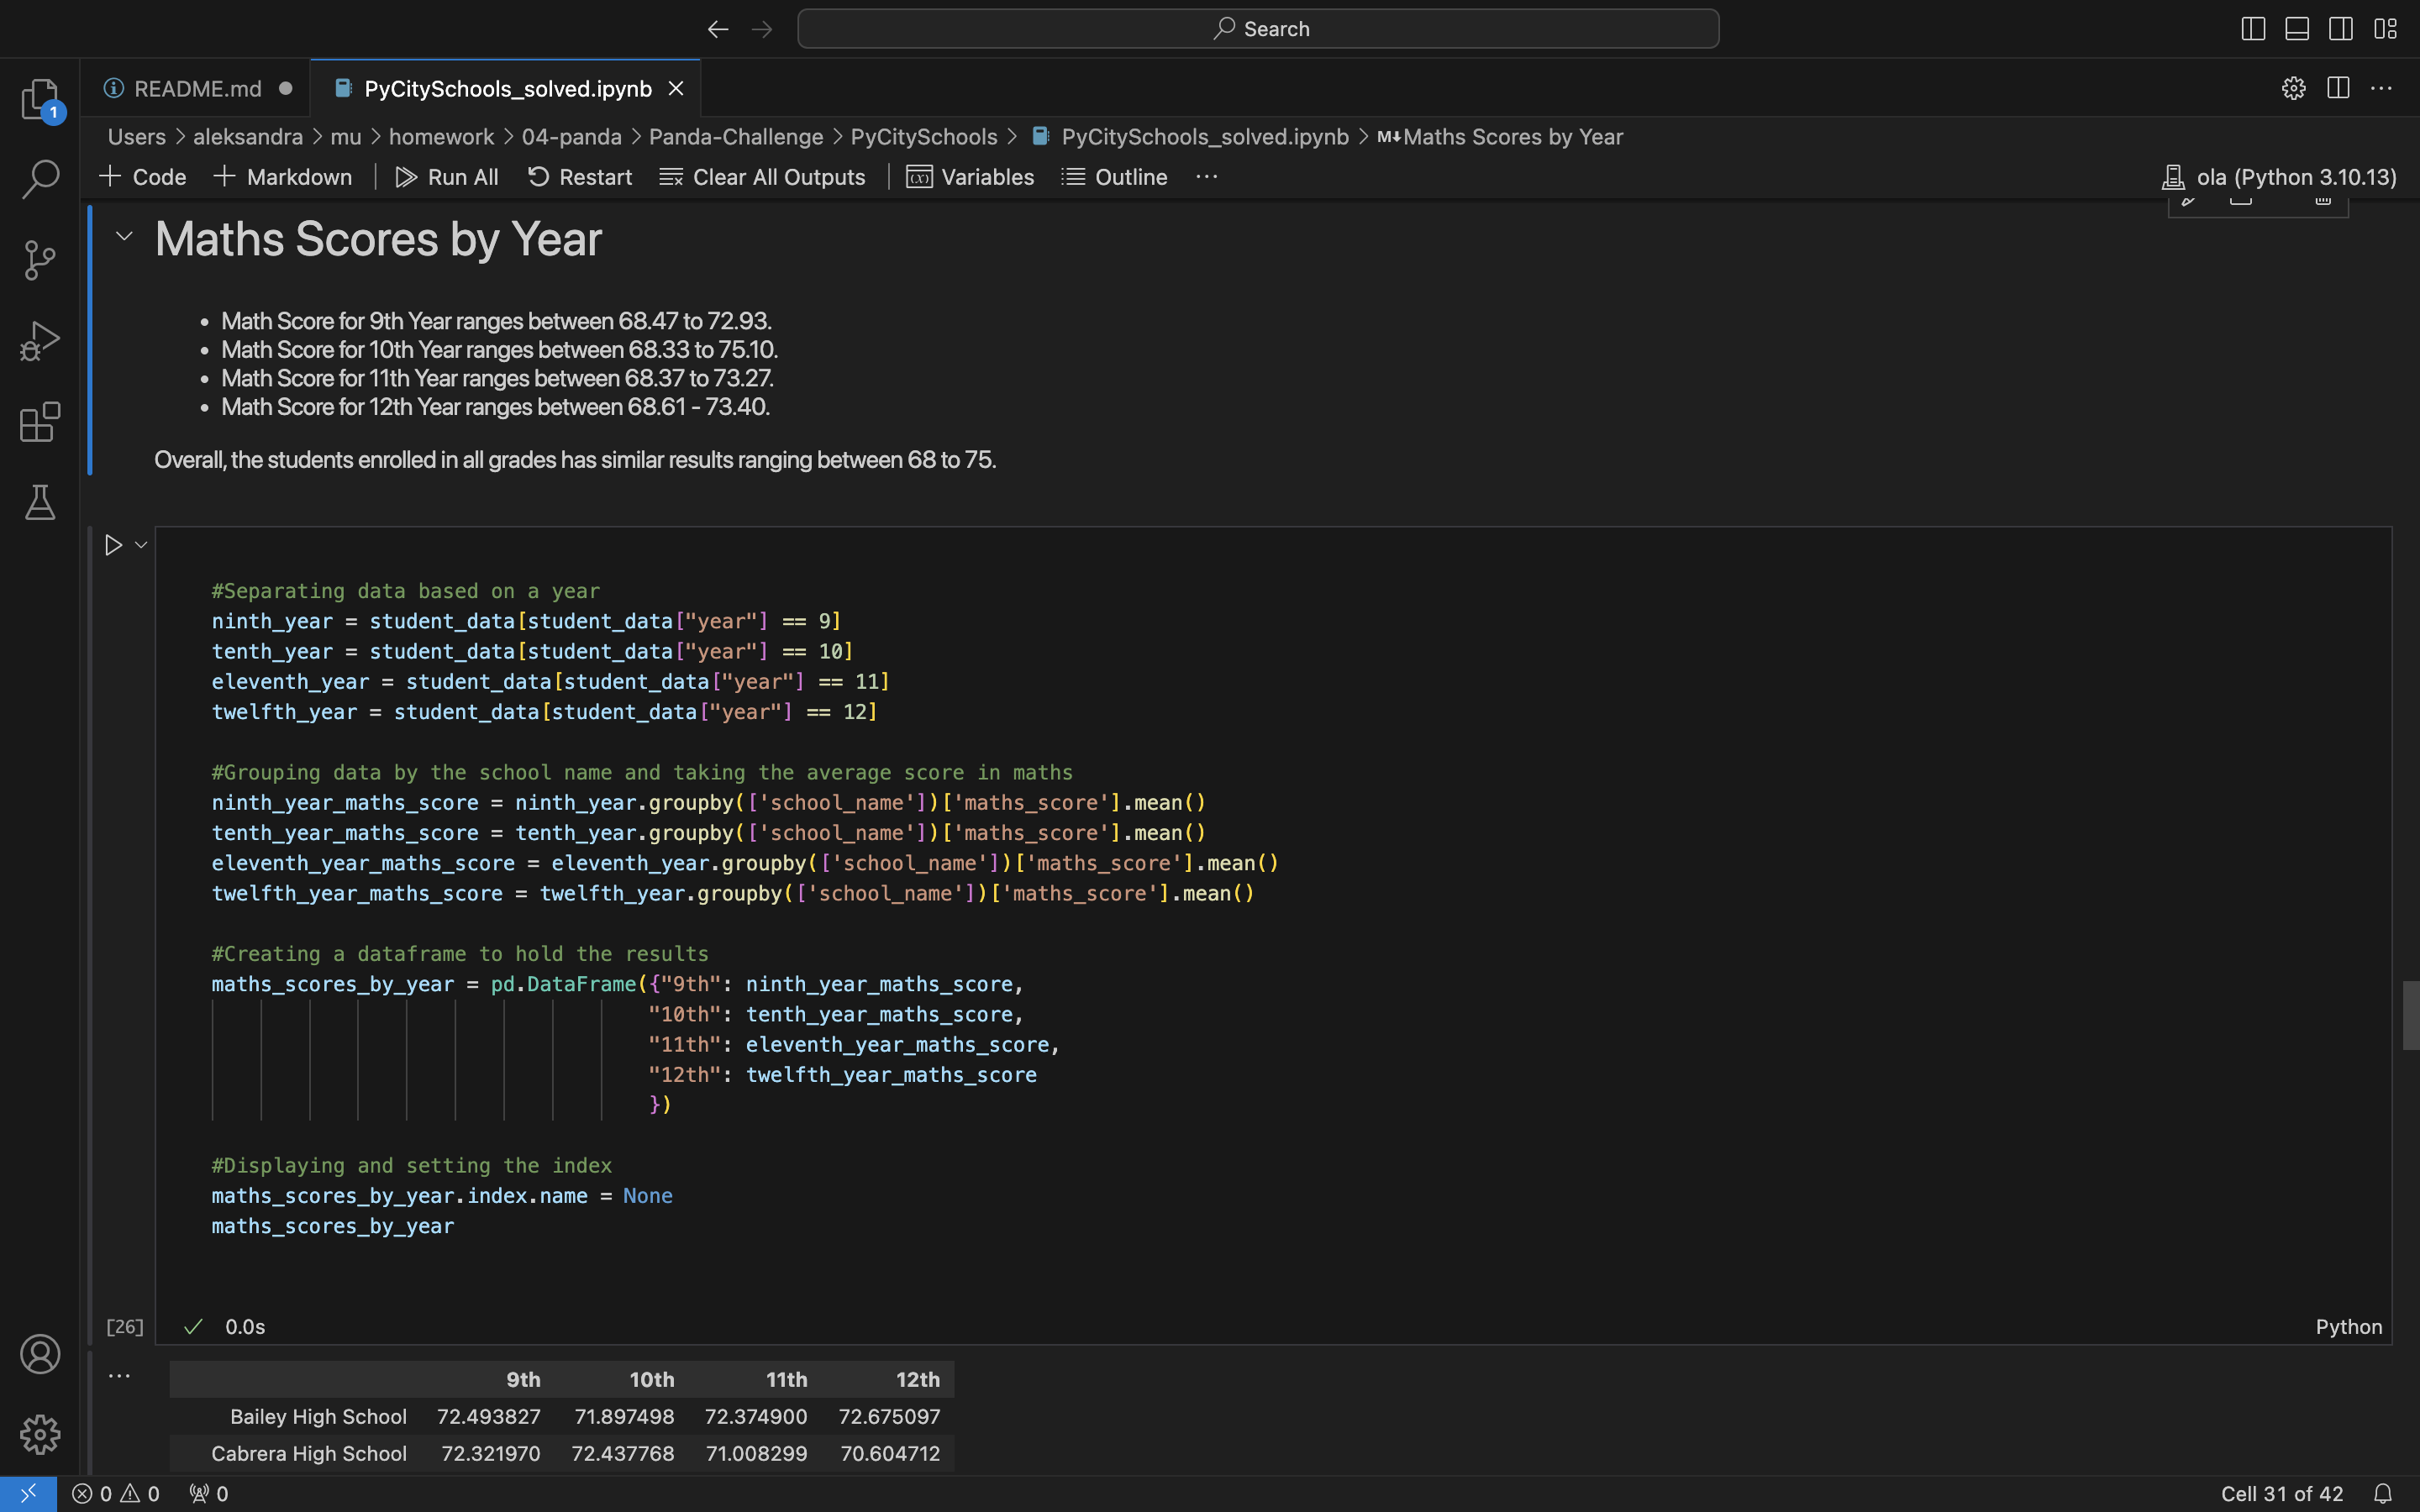 Search
README.md
PyCitySchools_solved.ipynb
1
Users > aleksandra > mu > homework > 04-panda > Panda-Challenge > PyCitySchools > PyCitySchools_solved.ipynb > M↓Maths Scores by Year
+ Code + Markdown Run All Restart Clear All Outputs Variables Outline ... ola (Python 3.10.13)
Maths Scores by Year
• Math Score for 9th Year ranges between 68.47 to 72.93.
• Math Score for 10th Year ranges between 68.33 to 75.10.
• Math Score for 11th Year ranges between 68.37 to 73.27.
• Math Score for 12th Year ranges between 68.61 - 73.40.
Overall, the students enrolled in all grades has similar results ranging between 68 to 75.
#Separating data based on a year
ninth_year = student_data[student_data["year"] == 9]
tenth_year = student_data[student_data["year"] == 10]
eleventh_year = student_data[student_data["year"] == 11]
twelfth_year = student_data[student_data["year"] == 12]
#Grouping data by the school name and taking the average score in maths
ninth_year_maths_score = ninth_year.groupby(['school_name'])['maths_score'].mean()
tenth_year_maths_score = tenth_year.groupby(['school_name'])['maths_score'].mean()
eleventh_year_maths_score = eleventh_year.groupby(['school_name'])['maths_score'].mean()
twelfth_year_maths_score = twelfth_year.groupby(['school_name'])['maths_score'].mean()
#Creating a dataframe to hold the results
maths_scores_by_year = pd.DataFrame({"9th": ninth_year_maths_score,
"10th": tenth_year_maths_score,
"11th": eleventh_year_maths_score,
"12th": twelfth_year_maths_score
})
#Displaying and setting the index
maths_scores_by_year.index.name = None
maths_scores_by_year
[26] ✓ 0.0s Python
... 9th 10th 11th 12th
Bailey High School 72.493827 71.897498 72.374900 72.675097
Cabrera High School 72.321970 72.437768 71.008299 70.604712
0 0 0 Cell 31 of 42